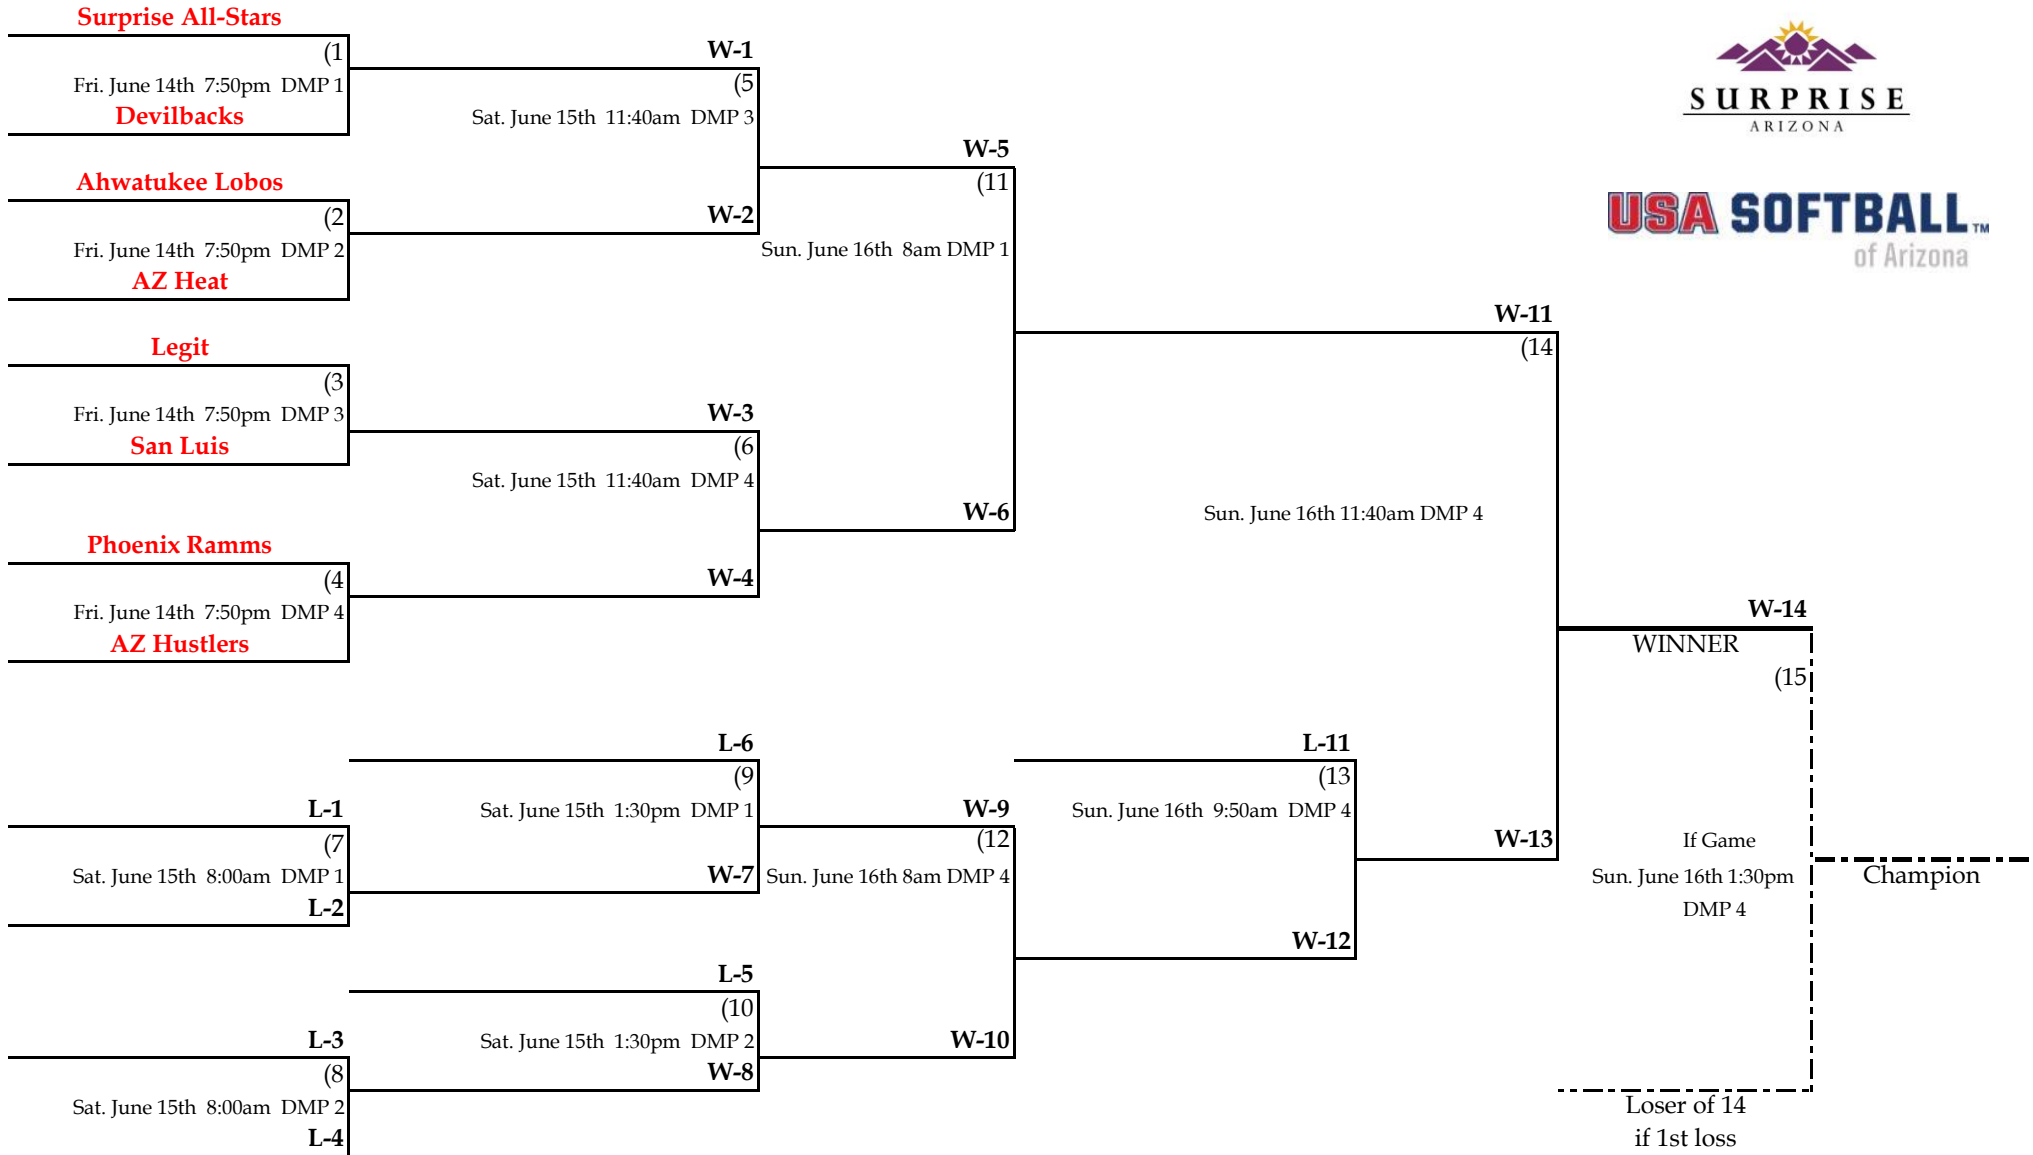 Surprise All-Stars
(1
Fri. June 14th 7:50pm DMP 1
Devilbacks
Ahwatukee Lobos
(2
Fri. June 14th 7:50pm DMP 2
AZ Heat
Legit
(3
Fri. June 14th 7:50pm DMP 3
San Luis
Phoenix Ramms
(4
Fri. June 14th 7:50pm DMP 4
AZ Hustlers
L-1
(7
Sat. June 15th 8:00am DMP 1
L-2
L-3
(8
Sat. June 15th 8:00am DMP 2
L-4
W-1
(5
Sat. June 15th 11:40am DMP 3
W-2
W-3
(6
Sat. June 15th 11:40am DMP 4
W-4
L-6
(9
Sat. June 15th 1:30pm DMP 1
W-7
L-5
(10
Sat. June 15th 1:30pm DMP 2
W-8
W-5
(11
Sun. June 16th 8am DMP 1
W-6
W-9
(12
Sun. June 16th 8am DMP 4
W-10
L-11
(13
Sun. June 16th 9:50am DMP 4
W-12
W-11
(14
Sun. June 16th 11:40am DMP 4
W-13
W-14
WINNER
(15
If Game
Sun. June 16th 1:30pm
DMP 4
Loser of 14
if 1st loss
Champion
SURPRISE
ARIZONA
USA SOFTBALL™
of Arizona